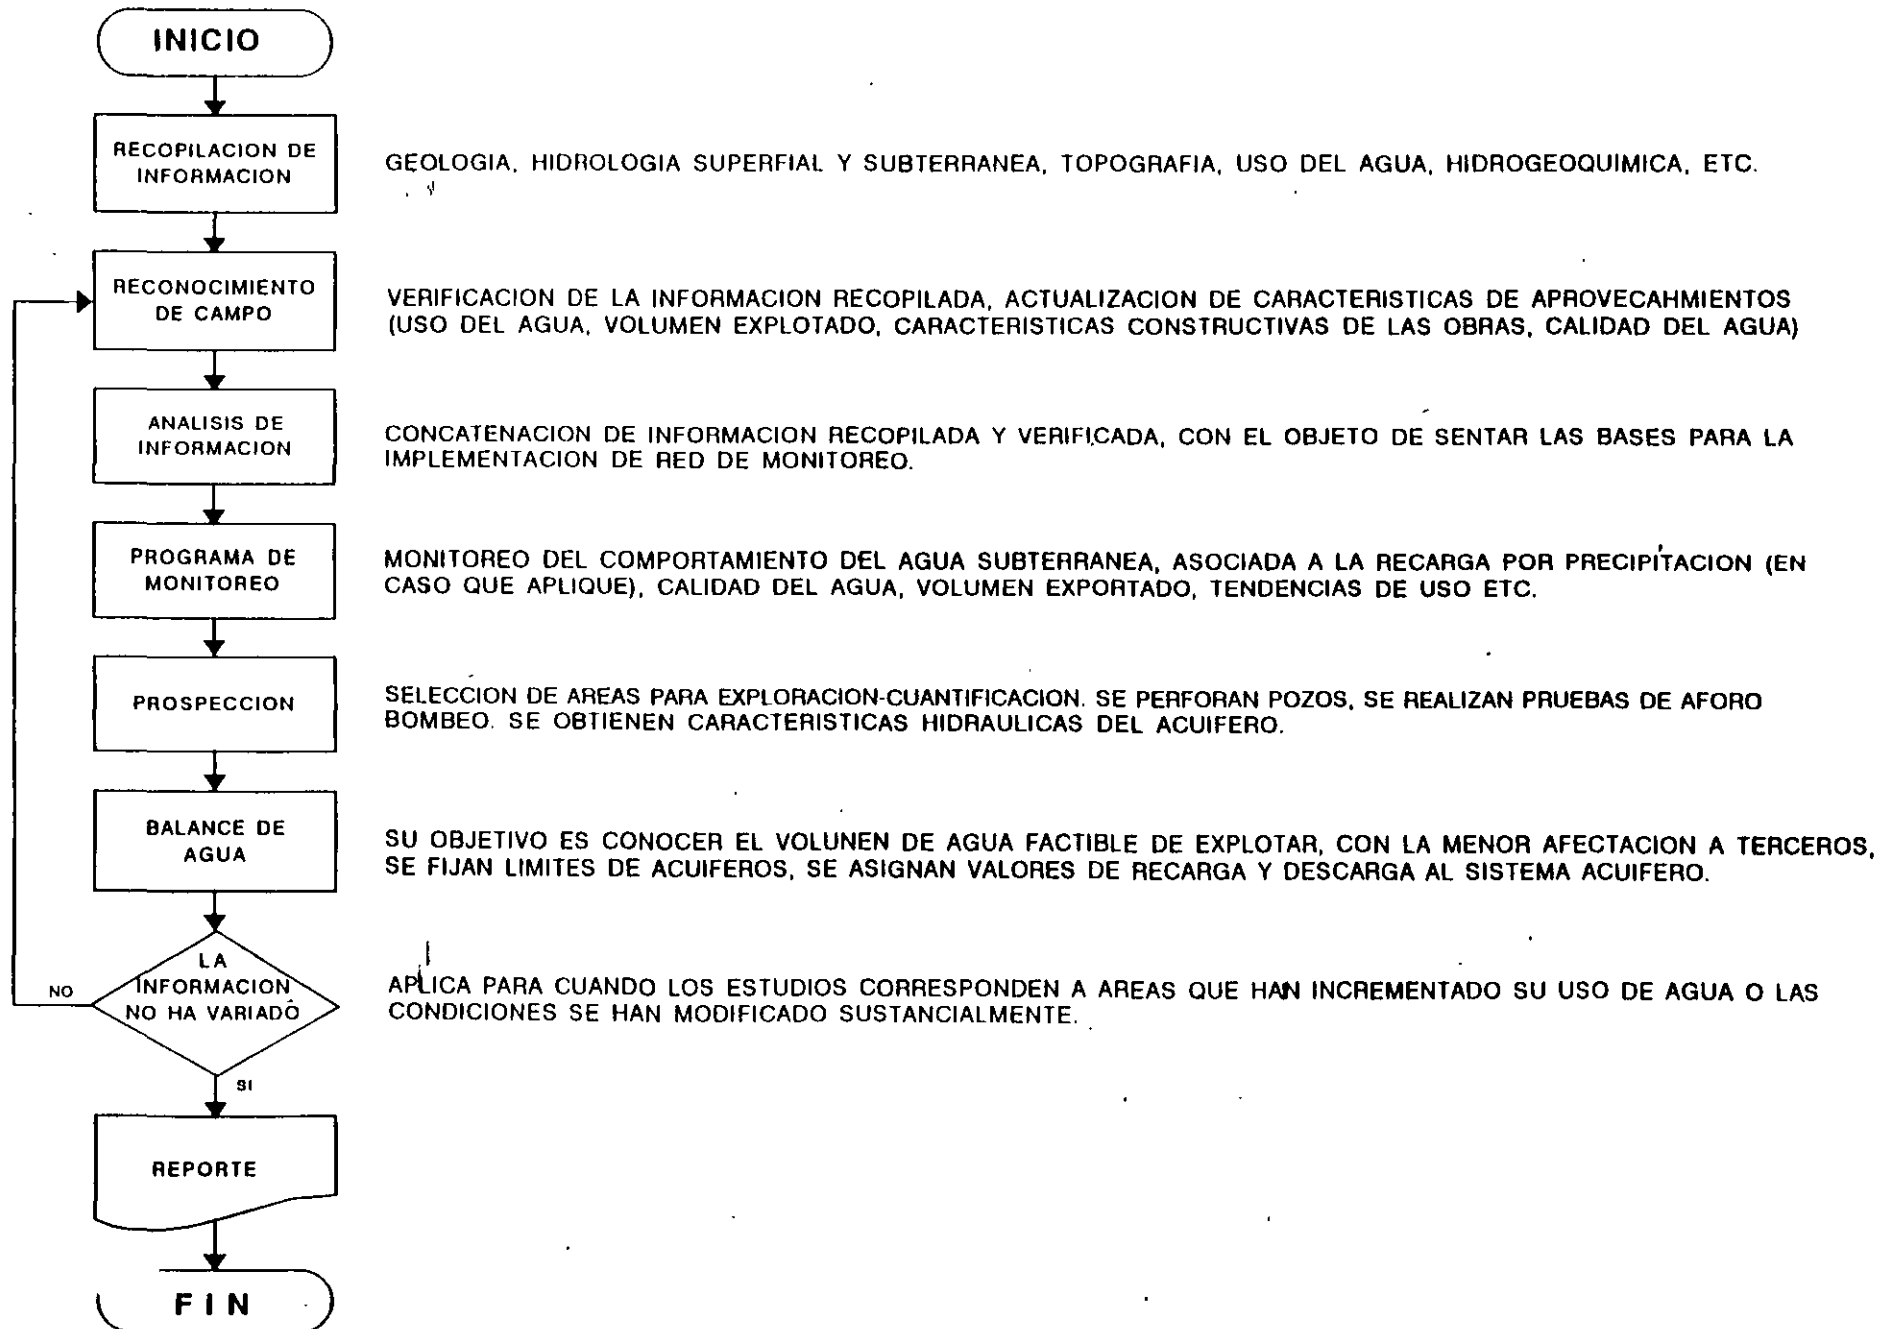 INICIO
RECOPILACION DE
INFORMACION
GEOLOGIA, HIDROLOGIA SUPERFIAL Y SUBTERRANEA, TOPOGRAFIA, USO DEL AGUA, HIDROGEOQUIMICA, ETC.
RECONOCIMIENTO
DE CAMPO
VERIFICACION DE LA INFORMACION RECOPILADA, ACTUALIZACION DE CARACTERISTICAS DE APROVECAHMIENTOS
(USO DEL AGUA, VOLUMEN EXPLOTADO, CARACTERISTICAS CONSTRUCTIVAS DE LAS OBRAS, CALIDAD DEL AGUA)
ANALISIS DE
INFORMACION
CONCATENACION DE INFORMACION RECOPILADA Y VERIFICADA, CON EL OBJETO DE SENTAR LAS BASES PARA LA
IMPLEMENTACION DE RED DE MONITOREO.
PROGRAMA DE
MONITOREO
MONITOREO DEL COMPORTAMIENTO DEL AGUA SUBTERRANEA, ASOCIADA A LA RECARGA POR PRECIPITACION (EN
CASO QUE APLIQUE), CALIDAD DEL AGUA, VOLUMEN EXPORTADO, TENDENCIAS DE USO ETC.
PROSPECCION
SELECCION DE AREAS PARA EXPLORACION-CUANTIFICACION. SE PERFORAN POZOS, SE REALIZAN PRUEBAS DE AFORO
BOMBEO. SE OBTIENEN CARACTERISTICAS HIDRAULICAS DEL ACUIFERO.
BALANCE DE
AGUA
SU OBJETIVO ES CONOCER EL VOLUNEN DE AGUA FACTIBLE DE EXPLOTAR, CON LA MENOR AFECTACION A TERCEROS,
SE FIJAN LIMITES DE ACUIFEROS, SE ASIGNAN VALORES DE RECARGA Y DESCARGA AL SISTEMA ACUIFERO.
LA
INFORMACION
NO HA VARIADO
NO
APLICA PARA CUANDO LOS ESTUDIOS CORRESPONDEN A AREAS QUE HAN INCREMENTADO SU USO DE AGUA O LAS
CONDICIONES SE HAN MODIFICADO SUSTANCIALMENTE.
SI
REPORTE
FIN